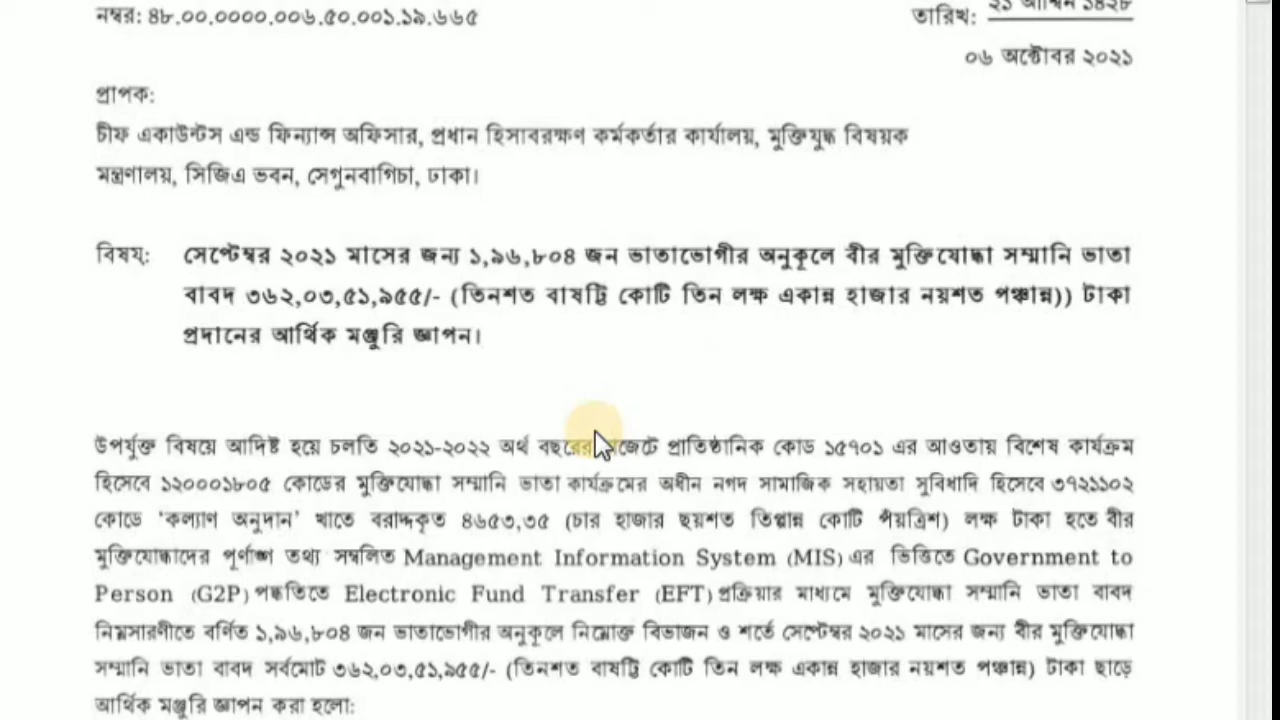 নম্বর: ৪৮.০০.০০০০.০০৬.৫০.০০১.১৯.৬৬৫
তারিখ: ২১ আশ্বিন ১৪২৮
০৬ অক্টোবর ২০২১
প্রাপক:
চীফ একাউন্টস এন্ড ফিন্যান্স অফিসার, প্রধান হিসাবরক্ষণ কর্মকর্তার কার্যালয়, মুক্তিযুদ্ধ বিষয়ক
মন্ত্রণালয়, সিজিএ ভবন, সেগুনবাগিচা, ঢাকা।
বিষয়: সেপ্টেম্বর ২০২১ মাসের জন্য ১,৯৬,৮০৪ জন ভাতাভোগীর অনুকূলে বীর মুক্তিযোদ্ধা সম্মানি ভাতা
বাবদ ৩৬২,০৩,৫১,৯৫৫/- (তিনশত বাষট্টি কোটি তিন লক্ষ একান্ন হাজার নয়শত পঞ্চান্ন)) টাকা
প্রদানের আর্থিক মঞ্জুরি জ্ঞাপন।
উপর্যুক্ত বিষয়ে আদিষ্ট হয়ে চলতি ২০২১-২০২২ অর্থ বছরের বাজেটে প্রাতিষ্ঠানিক কোড ১৫৭০১ এর আওতায় বিশেষ কার্যক্রম
হিসেবে ১২০০০১৮০৫ কোডের মুক্তিযোদ্ধা সম্মানি ভাতা কার্যক্রমের অধীন নগদ সামাজিক সহায়তা সুবিধাদি হিসেবে ৩৭২১১০২
কোডে ‘কল্যাণ অনুদান’ খাতে বরাদ্দকৃত ৪৬৫৩,৩৫ (চার হাজার ছয়শত তিপ্পান্ন কোটি পঁয়ত্রিশ) লক্ষ টাকা হতে বীর
মুক্তিযোদ্ধাদের পূর্ণাঙ্গ তথ্য সম্বলিত Management Information System (MIS) এর ভিত্তিতে Government to
Person (G2P) পদ্ধতিতে Electronic Fund Transfer (EFT) প্রক্রিয়ার মাধ্যমে মুক্তিযোদ্ধা সম্মানি ভাতা বাবদ
নিম্নসারণীতে বর্ণিত ১,৯৬,৮০৪ জন ভাতাভোগীর অনুকূলে নিম্নোক্ত বিভাজন ও শর্তে সেপ্টেম্বর ২০২১ মাসের জন্য বীর মুক্তিযোদ্ধা
সম্মানি ভাতা বাবদ সর্বমোট ৩৬২,০৩,৫১,৯৫৫/- (তিনশত বাষট্টি কোটি তিন লক্ষ একান্ন হাজার নয়শত পঞ্চান্ন) টাকা ছাড়ে
আর্থিক মঞ্জুরি জ্ঞাপন করা হলো: